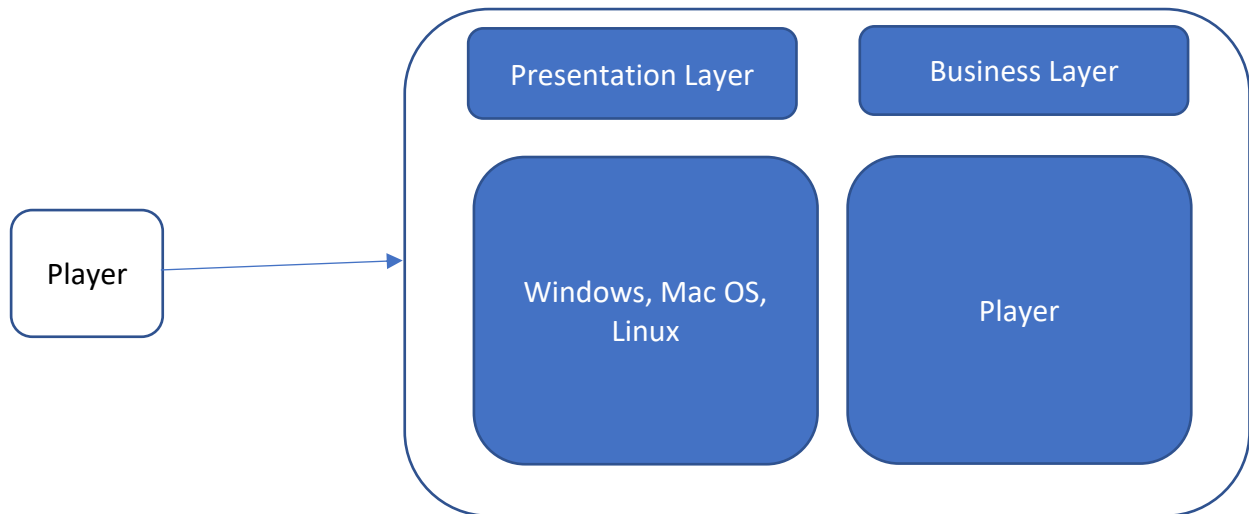 Presentation Layer
Business Layer
Player
Windows, Mac OS,
Linux
Player